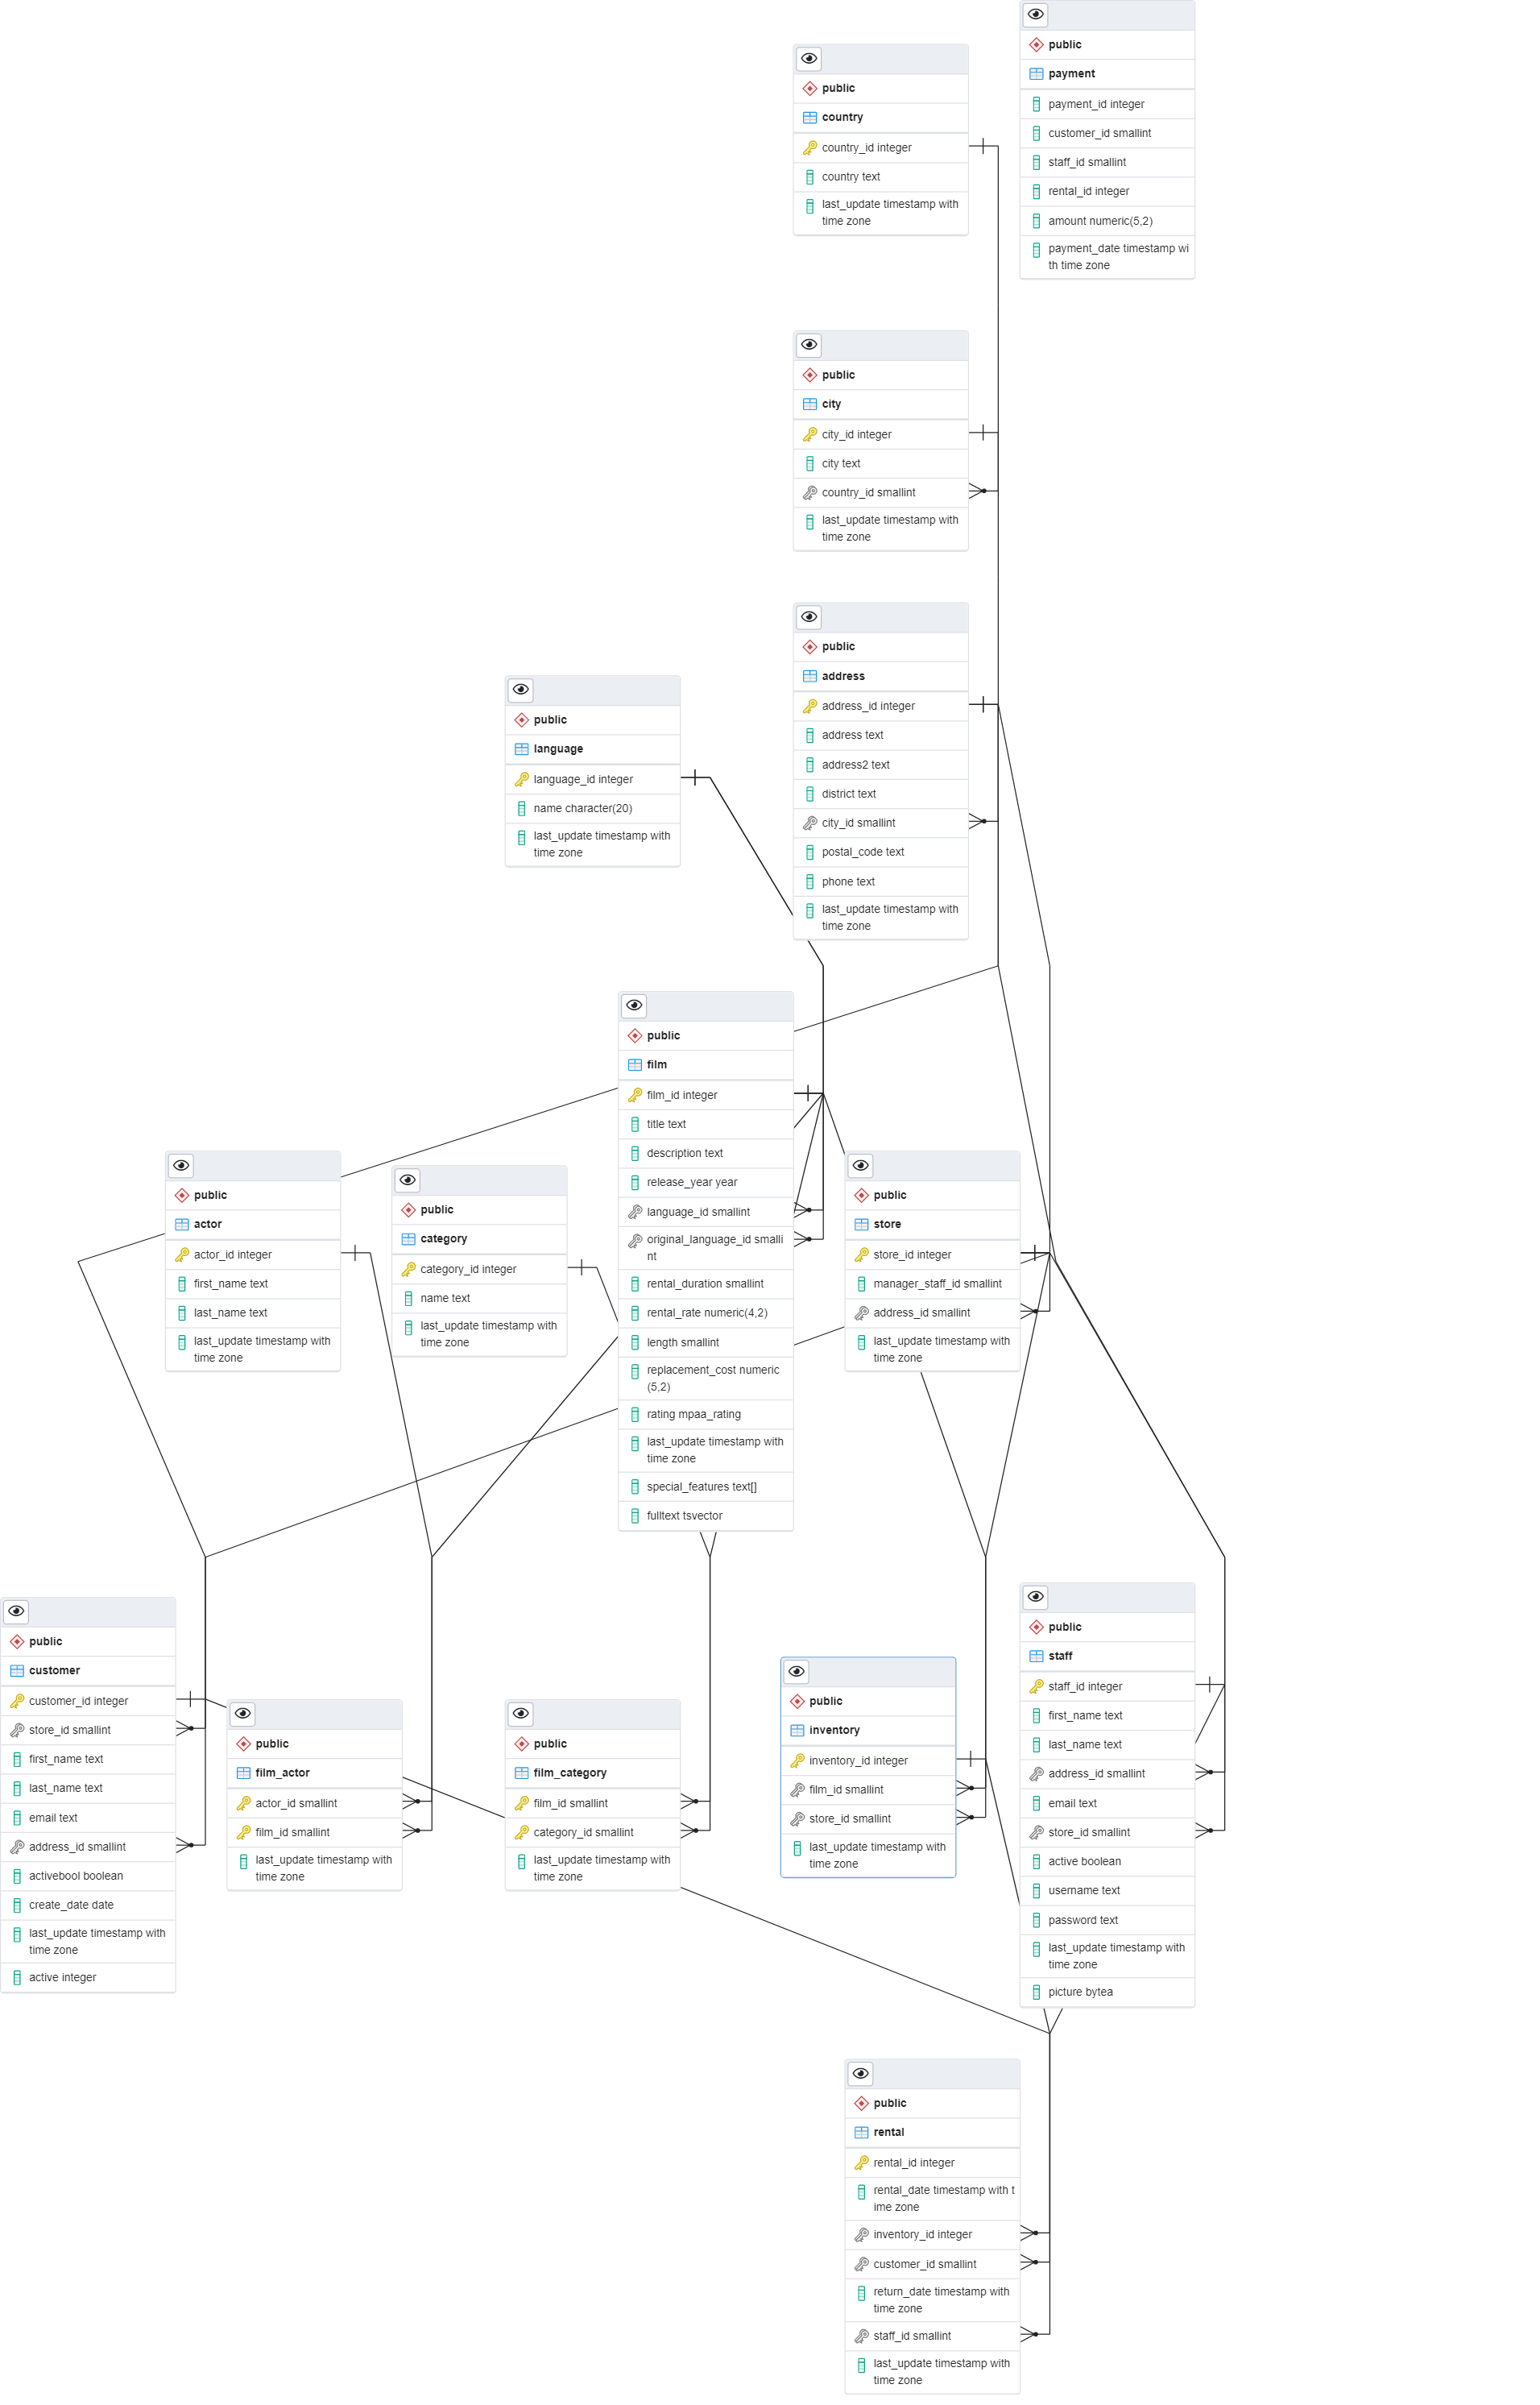 public
payment
payment_id integer
customer_id smallint
staff_id smallint
rental_id integer
amount numeric(5,2)
payment_date timestamp wi
th time zone
public
country
country_id integer
country text
last_update timestamp with
time zone
public
city
city_id integer
city text
country_id smallint
last_update timestamp with
time zone
public
address
address_id integer
address text
address2 text
district text
city_id smallint
postal_code text
phone text
last_update timestamp with
time zone
public
language
language_id integer
name character(20)
last_update timestamp with
time zone
public
film
film_id integer
title text
description text
release_year year
language_id smallint
original_language_id smalli
nt
rental_duration smallint
rental_rate numeric(4,2)
length smallint
replacement_cost numeric
(5,2)
rating mpaa_rating
last_update timestamp with
time zone
special_features text[]
fulltext tsvector
public
actor
actor_id integer
first_name text
last_name text
last_update timestamp with
time zone
public
category
category_id integer
name text
last_update timestamp with
time zone
public
store
store_id integer
manager_staff_id smallint
address_id smallint
last_update timestamp with
time zone
public
customer
customer_id integer
store_id smallint
first_name text
last_name text
email text
address_id smallint
activebool boolean
create_date date
last_update timestamp with
time zone
active integer
public
film_actor
actor_id smallint
film_id smallint
last_update timestamp with
time zone
public
film_category
film_id smallint
category_id smallint
last_update timestamp with
time zone
public
inventory
inventory_id integer
film_id smallint
store_id smallint
last_update timestamp with
time zone
public
staff
staff_id integer
first_name text
last_name text
address_id smallint
email text
store_id smallint
active boolean
username text
password text
last_update timestamp with
time zone
picture bytea
public
rental
rental_id integer
rental_date timestamp with t
ime zone
inventory_id integer
customer_id smallint
return_date timestamp with
time zone
staff_id smallint
last_update timestamp with
time zone